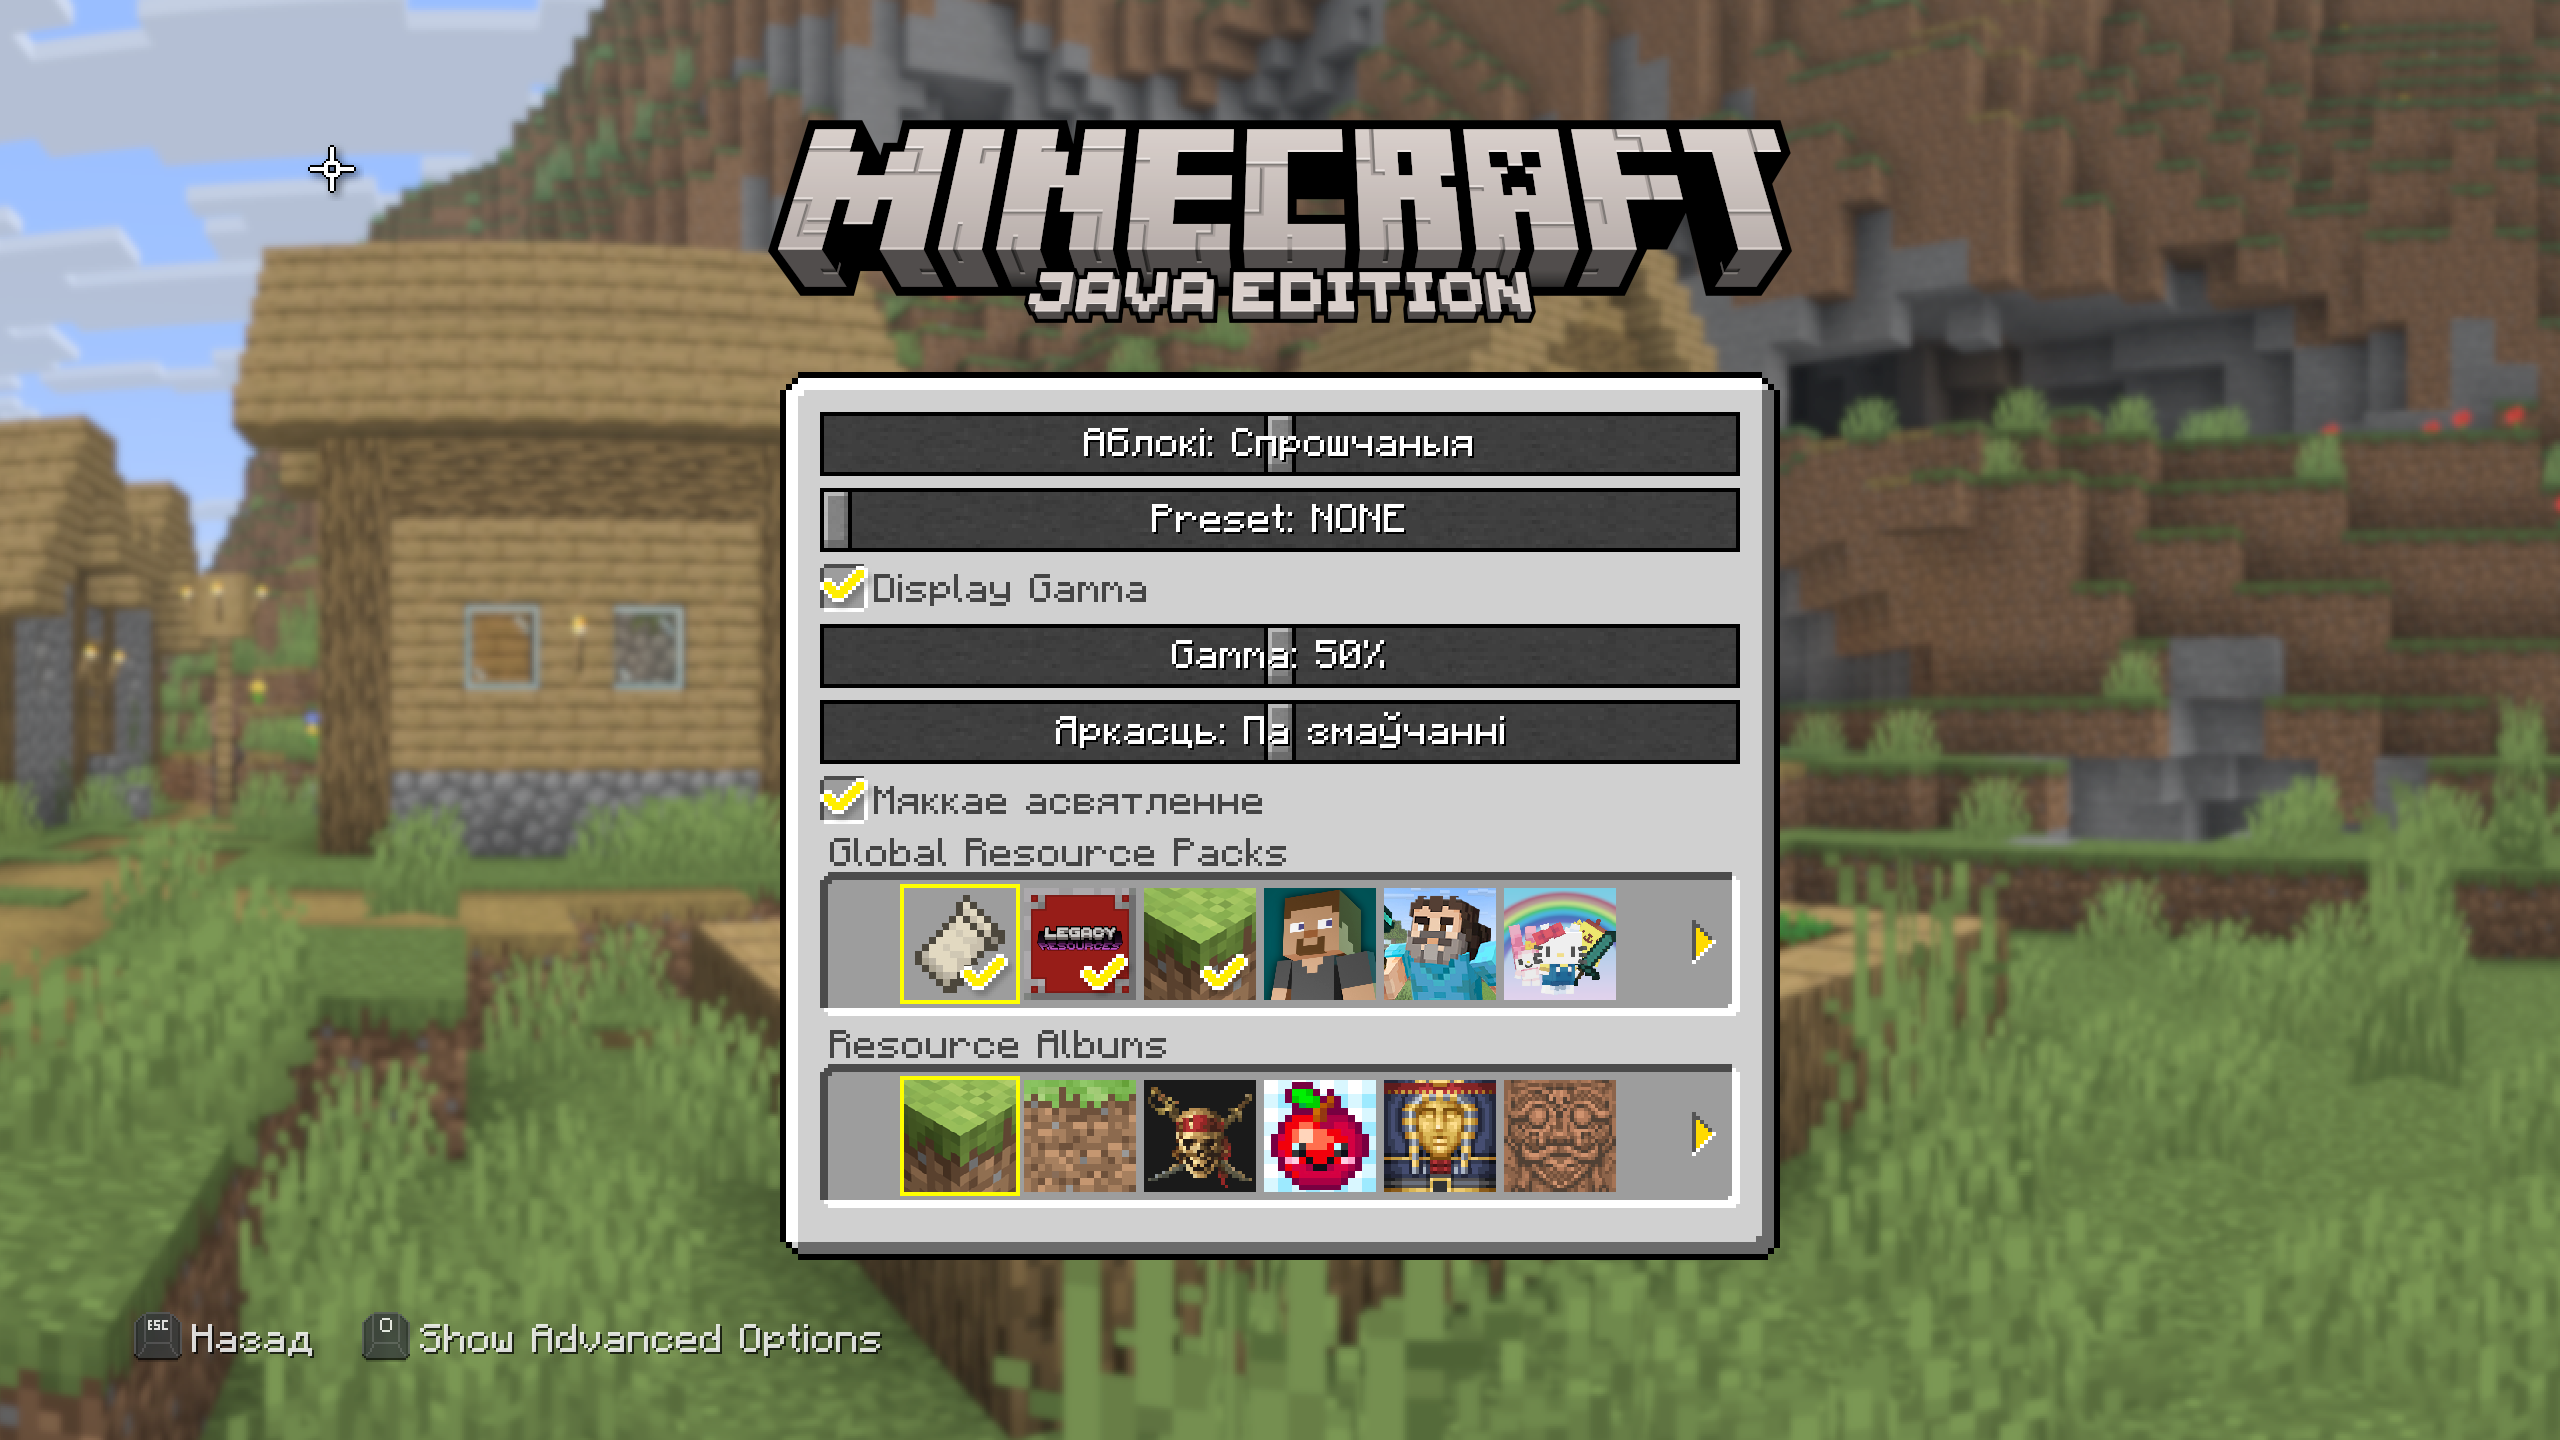 MINECRAFT
JAVA EDITION
Аблокі: Спрошчаныя
Preset: NONE
Display Gamma
Gamma: 50%
Яркасць: Па змаўчанні
Мяккае асвятленне
Global Resource Packs
LEGACY
RESOURCES
Resource Albums
ESC Назад O Show Advanced Options